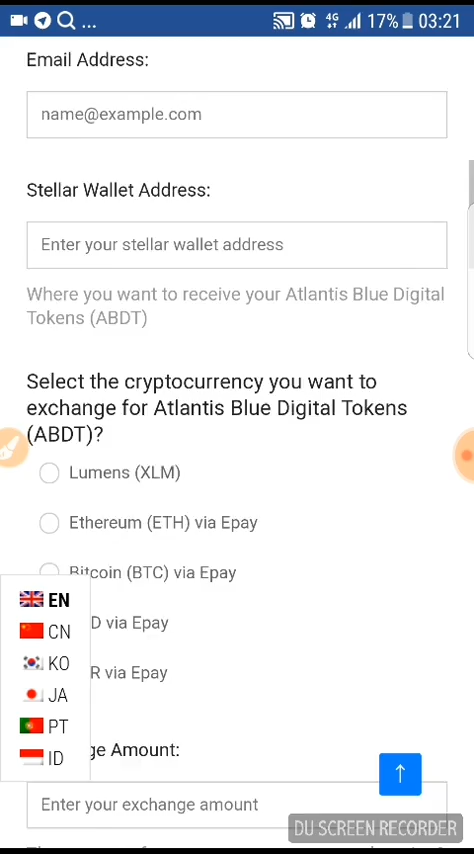 ... 4G 17% 03:21
Email Address:
name@example.com
Stellar Wallet Address:
Enter your stellar wallet address
Where you want to receive your Atlantis Blue Digital
Tokens (ABDT)
Select the cryptocurrency you want to
exchange for Atlantis Blue Digital Tokens
(ABDT)?
Lumens (XLM)
Ethereum (ETH) via Epay
Bitcoin (BTC) via Epay
EN
D via Epay
CN
KO
R via Epay
JA
PT
ge Amount:
ID
Enter your exchange amount
DU SCREEN RECORDER